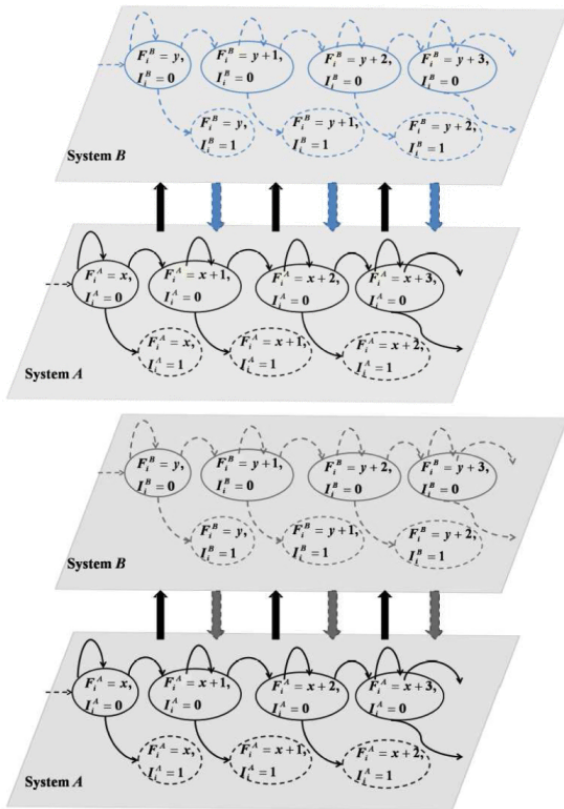 F_i^B = y, F_i^B = y+1, F_i^B = y+2, F_i^B = y+3,
I_i^B = 0 I_i^B = 0 I_i^B = 0 I_i^B = 0
F_i^B = y, F_i^B = y+1, F_i^B = y+2,
I_i^B = 1 I_i^B = 1 I_i^B = 1
System B
F_i^A = x, F_i^A = x+1, F_i^A = x+2, F_i^A = x+3,
I_i^A = 0 I_i^A = 0 I_i^A = 0 I_i^A = 0
F_i^A = x, F_i^A = x+1, F_i^A = x+2,
I_i^A = 1 I_i^A = 1 I_i^A = 1
System A
F_i^B = y, F_i^B = y+1, F_i^B = y+2, F_i^B = y+3,
I_i^B = 0 I_i^B = 0 I_i^B = 0 I_i^B = 0
F_i^B = y, F_i^B = y+1, F_i^B = y+2,
I_i^B = 1 I_i^B = 1 I_i^B = 1
System B
F_i^A = x, F_i^A = x+1, F_i^A = x+2, F_i^A = x+3,
I_i^A = 0 I_i^A = 0 I_i^A = 0 I_i^A = 0
F_i^A = x, F_i^A = x+1, F_i^A = x+2,
I_i^A = 1 I_i^A = 1 I_i^A = 1
System A